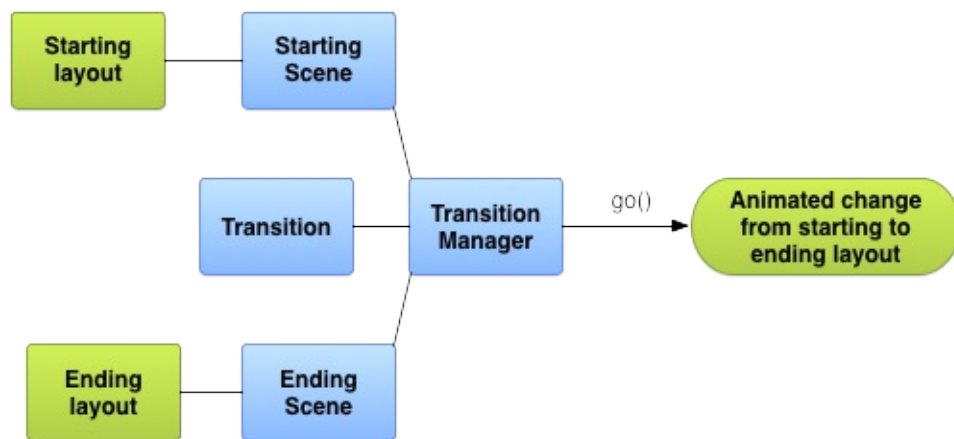 Starting
layout
Starting
Scene
Transition
Transition
Manager
go()
Animated change
from starting to
ending layout
Ending
layout
Ending
Scene